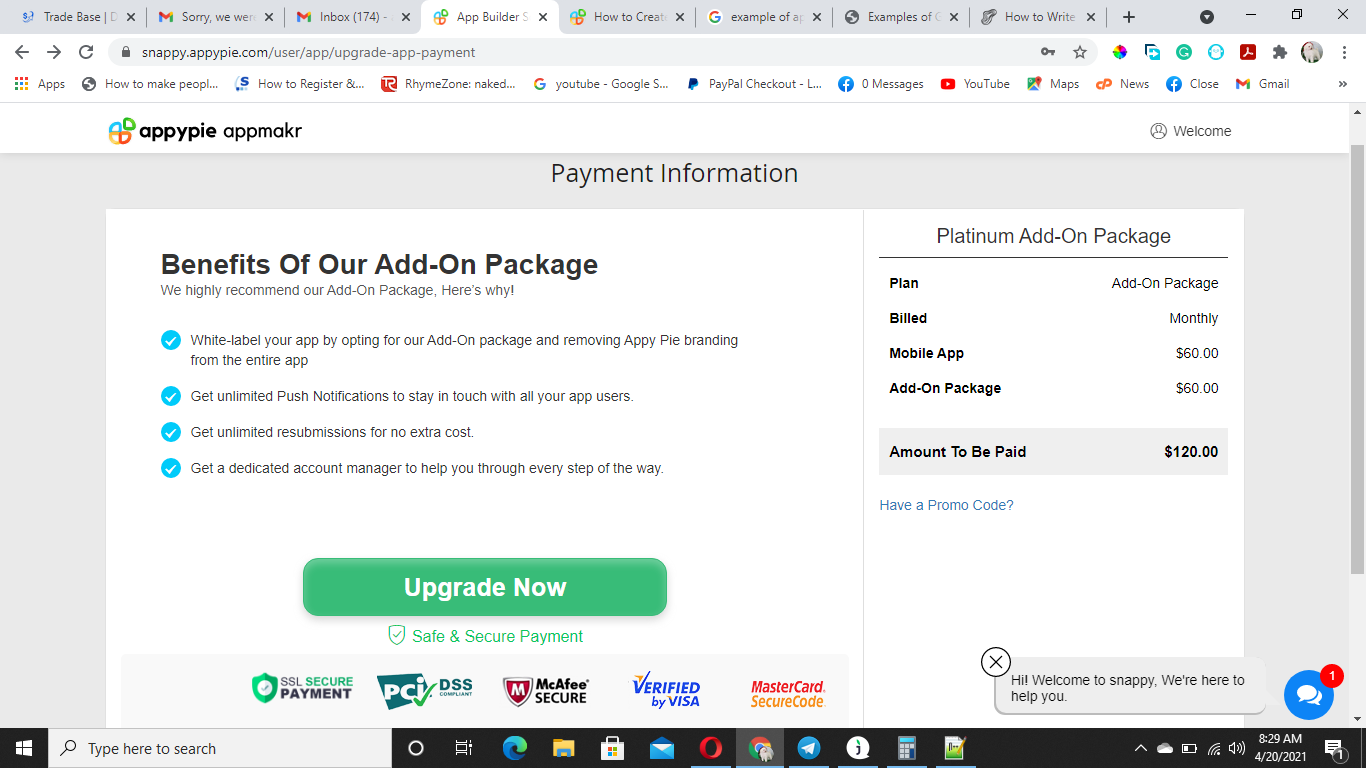 Trade Base | D
Sorry, we were
Inbox (174) -
App Builder S
How to Create
example of ap
Examples of C
How to Write
snappy.appypie.com/user/app/upgrade-app-payment
Apps
How to make peopl...
How to Register &...
RhymeZone: naked...
youtube - Google S...
PayPal Checkout - L...
0 Messages
YouTube
Maps
News
Close
Gmail
appypie appmakr
Welcome
Payment Information
Benefits Of Our Add-On Package
We highly recommend our Add-On Package, Here's why!
White-label your app by opting for our Add-On package and removing Appy Pie branding
from the entire app
Get unlimited Push Notifications to stay in touch with all your app users.
Get unlimited resubmissions for no extra cost.
Get a dedicated account manager to help you through every step of the way.
Upgrade Now
Safe & Secure Payment
SSL SECURE
PAYMENT
PCI DSS
COMPLIANT
McAfee
SECURE
VERIFIED
by VISA
MasterCard.
SecureCode.
Platinum Add-On Package
Plan Add-On Package
Billed Monthly
Mobile App $60.00
Add-On Package $60.00
Amount To Be Paid $120.00
Have a Promo Code?
Hi! Welcome to snappy, We're here to
help you.
1
Type here to search
8:29 AM
4/20/2021
1